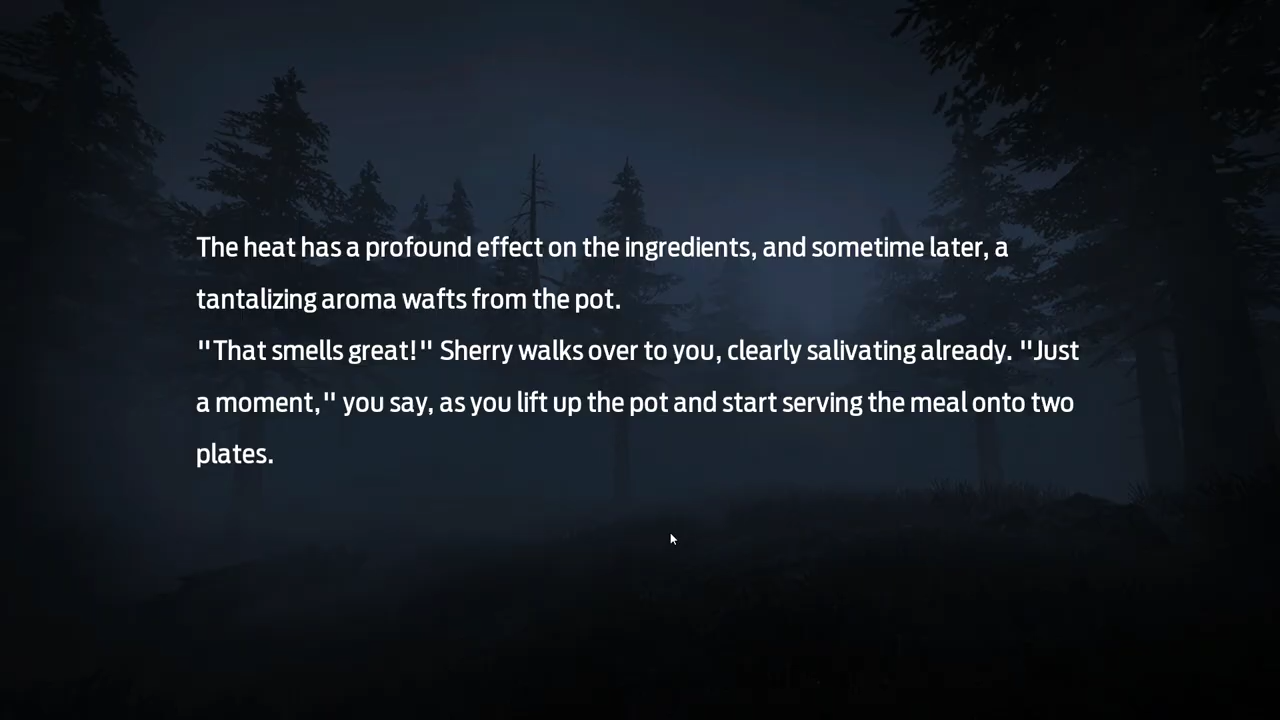 The heat has a profound effect on the ingredients, and sometime later, a
tantalizing aroma wafts from the pot.
"That smells great!" Sherry walks over to you, clearly salivating already. "Just
a moment," you say, as you lift up the pot and start serving the meal onto two
plates.